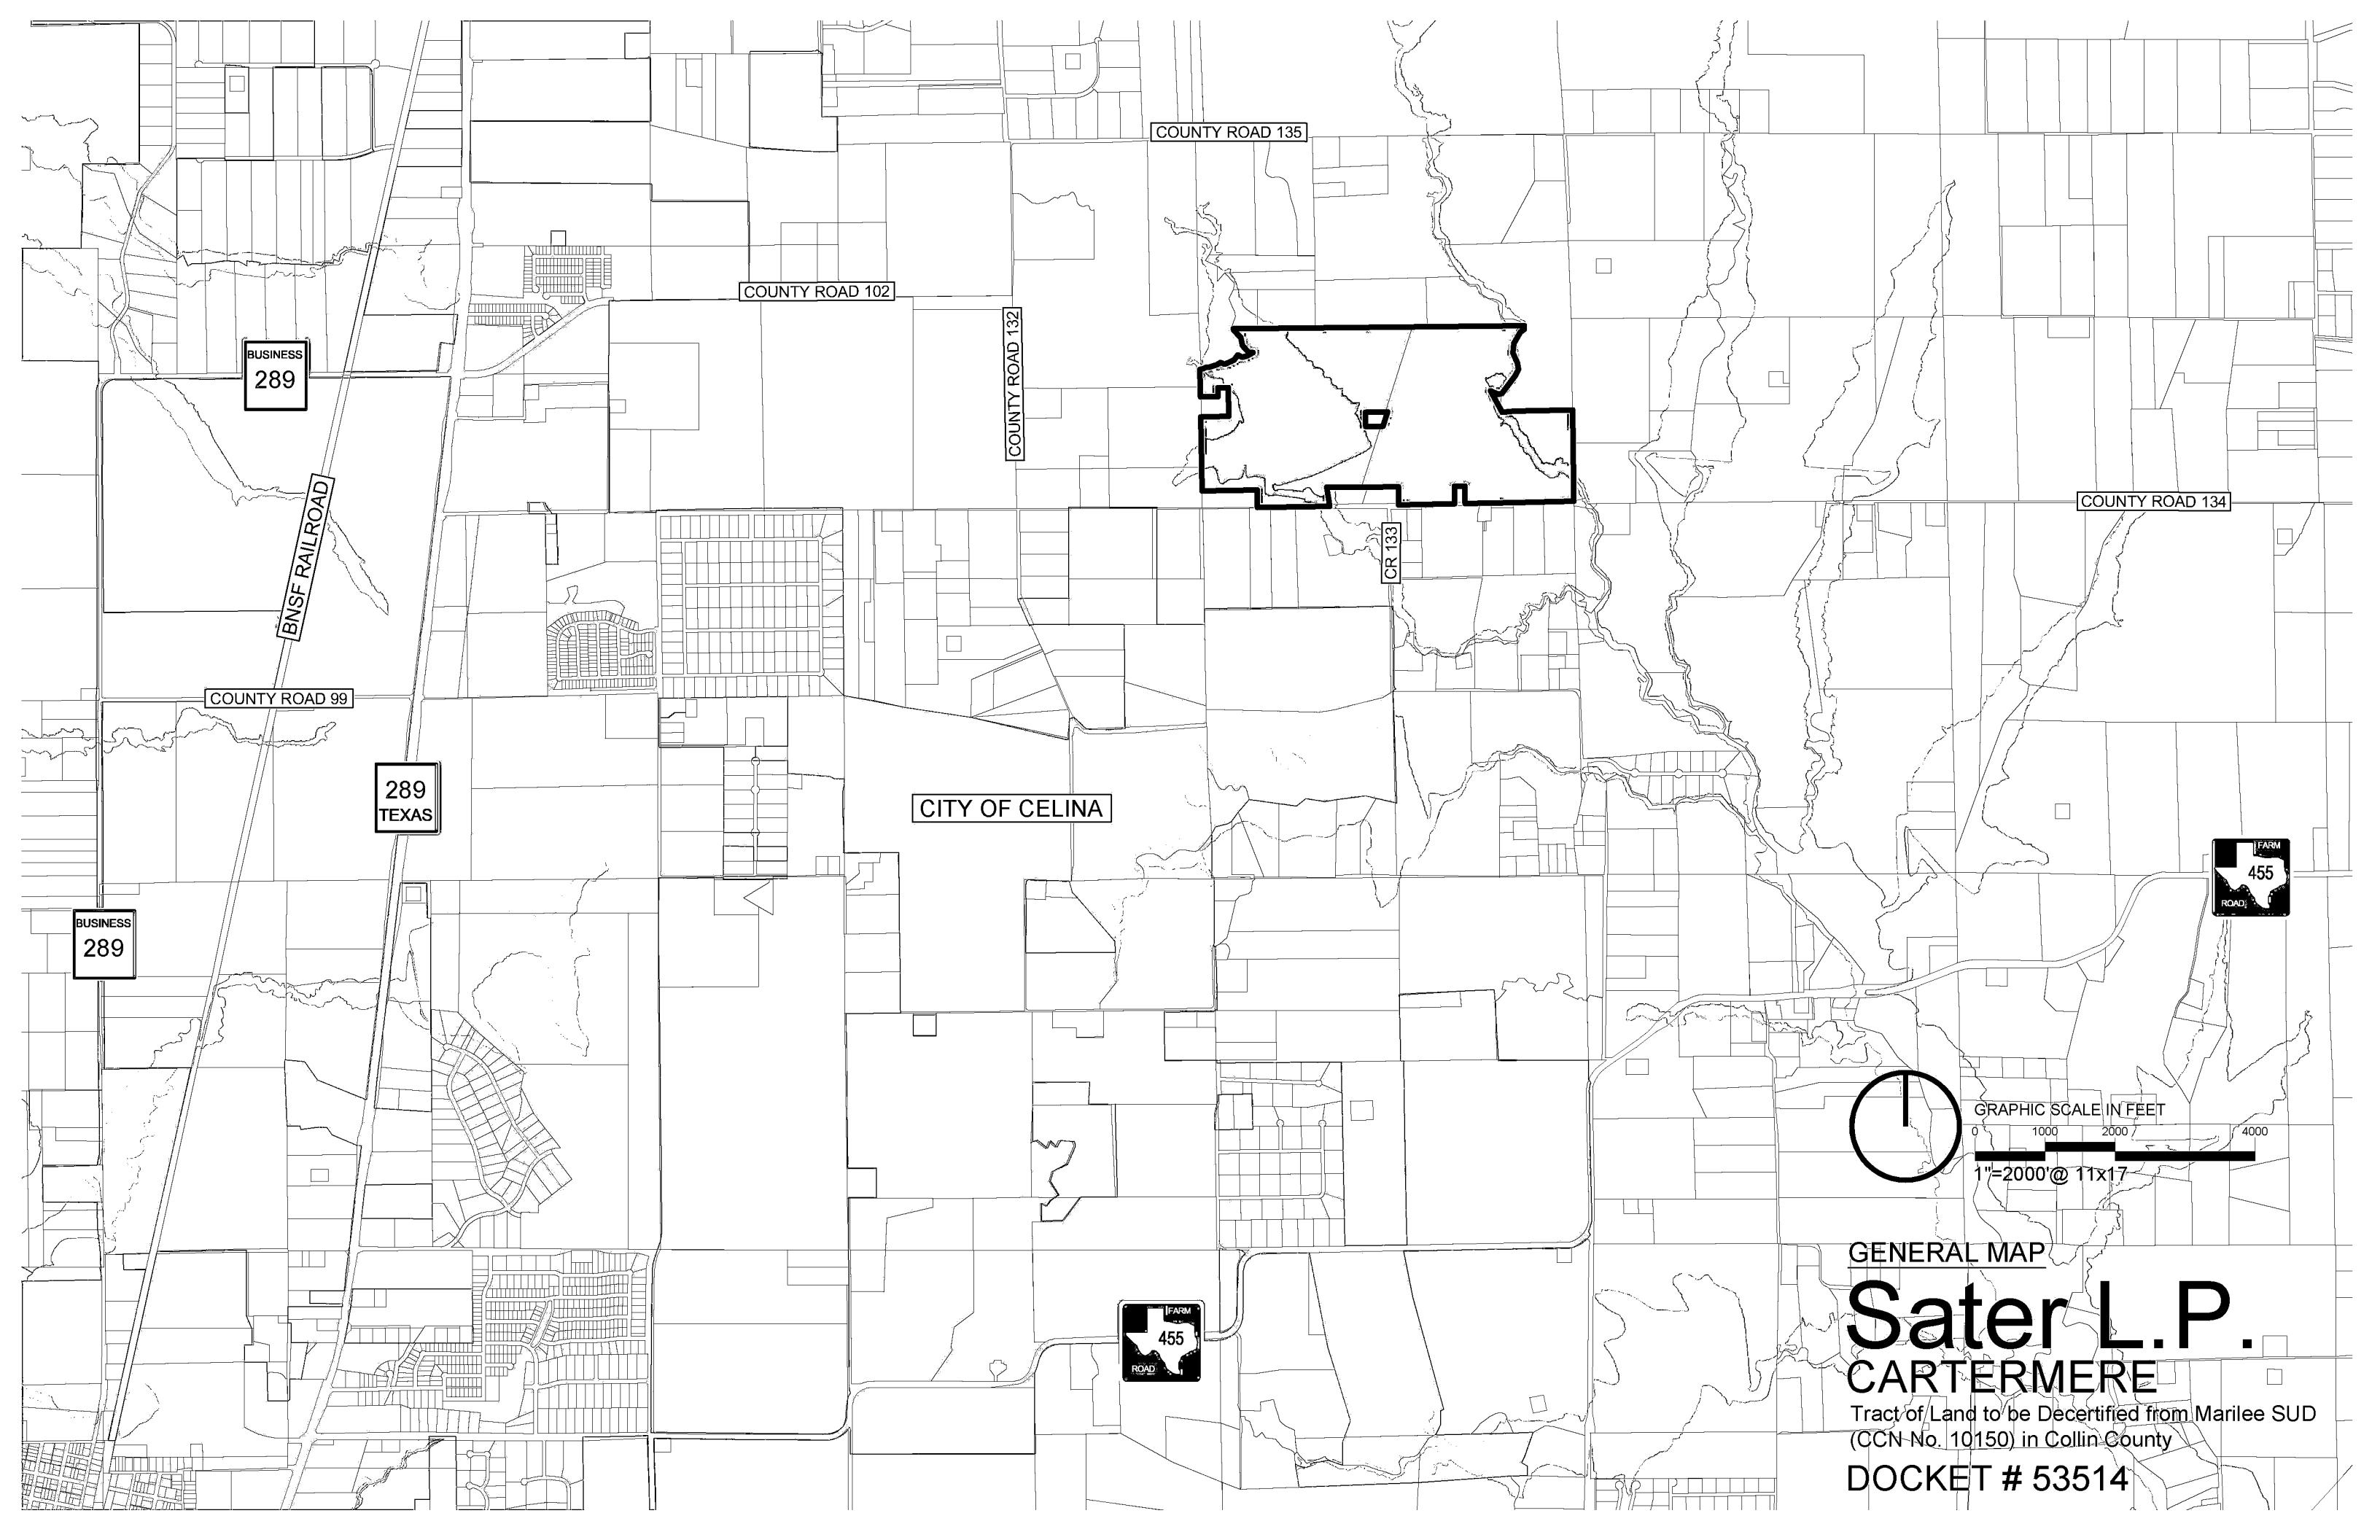 COUNTY ROAD 135
COUNTY ROAD 102
COUNTY ROAD 132
BUSINESS
289
BNSF RAILROAD
COUNTY ROAD 134
CR 133
COUNTY ROAD 99
289
TEXAS
CITY OF CELINA
FARM
455
ROAD
BUSINESS
289
GRAPHIC SCALE IN FEET
0 1000 2000 4000
1"=2000'@ 11x17
GENERAL MAP
Sater L.P.
FARM
455
ROAD
CARTERMERE
Tract of Land to be Decertified from Marilee SUD
(CCN No. 10150) in Collin County
DOCKET # 53514